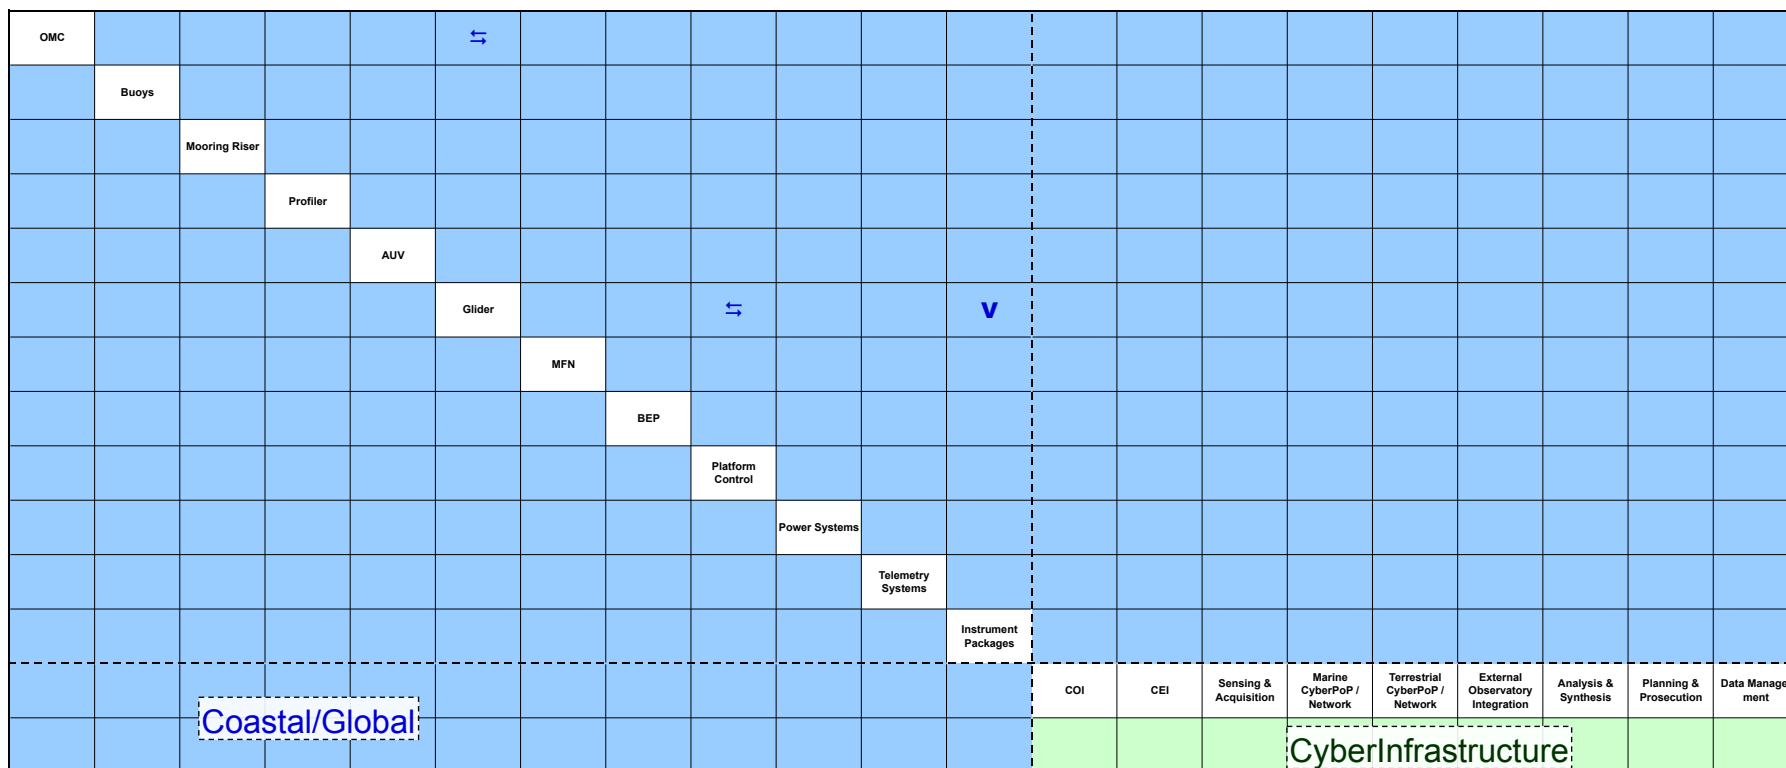 OMC ⇆
Buoys
Mooring Riser
Profiler
AUV
Glider ⇆ V
MFN
BEP
Platform
Control
Power Systems
Telemetry
Systems
Instrument
Packages
COI
CEI
Sensing &
Acquisition
Marine
CyberPoP /
Network
Terrestrial
CyberPoP /
Network
External
Observatory
Integration
Analysis &
Synthesis
Planning &
Prosecution
Data Manage
ment
Coastal/Global
CyberInfrastructure